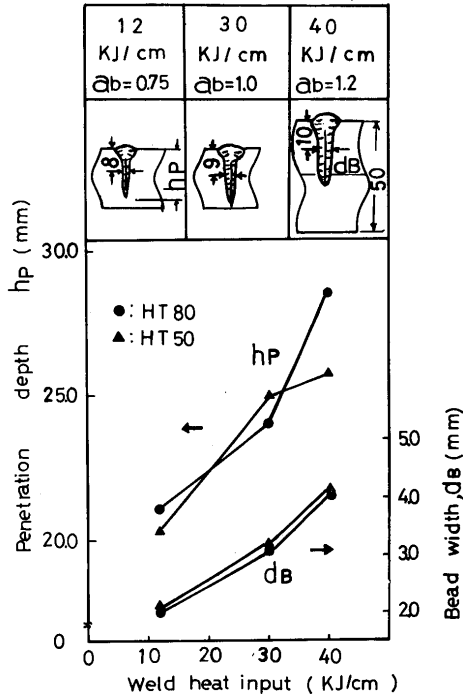 12 30 40
KJ/cm KJ/cm KJ/cm
ab=0.75 ab=1.0 ab=1.2
8 hP 9 10 dB 50
Penetration depth hp (mm)
30.0
25.0
20.0
0
●: HT80
▲: HT50
hP
dB
5.0
4.0
3.0
2.0
Bead width, dB (mm)
0 10 20 30 40
Weld heat input (KJ/cm)